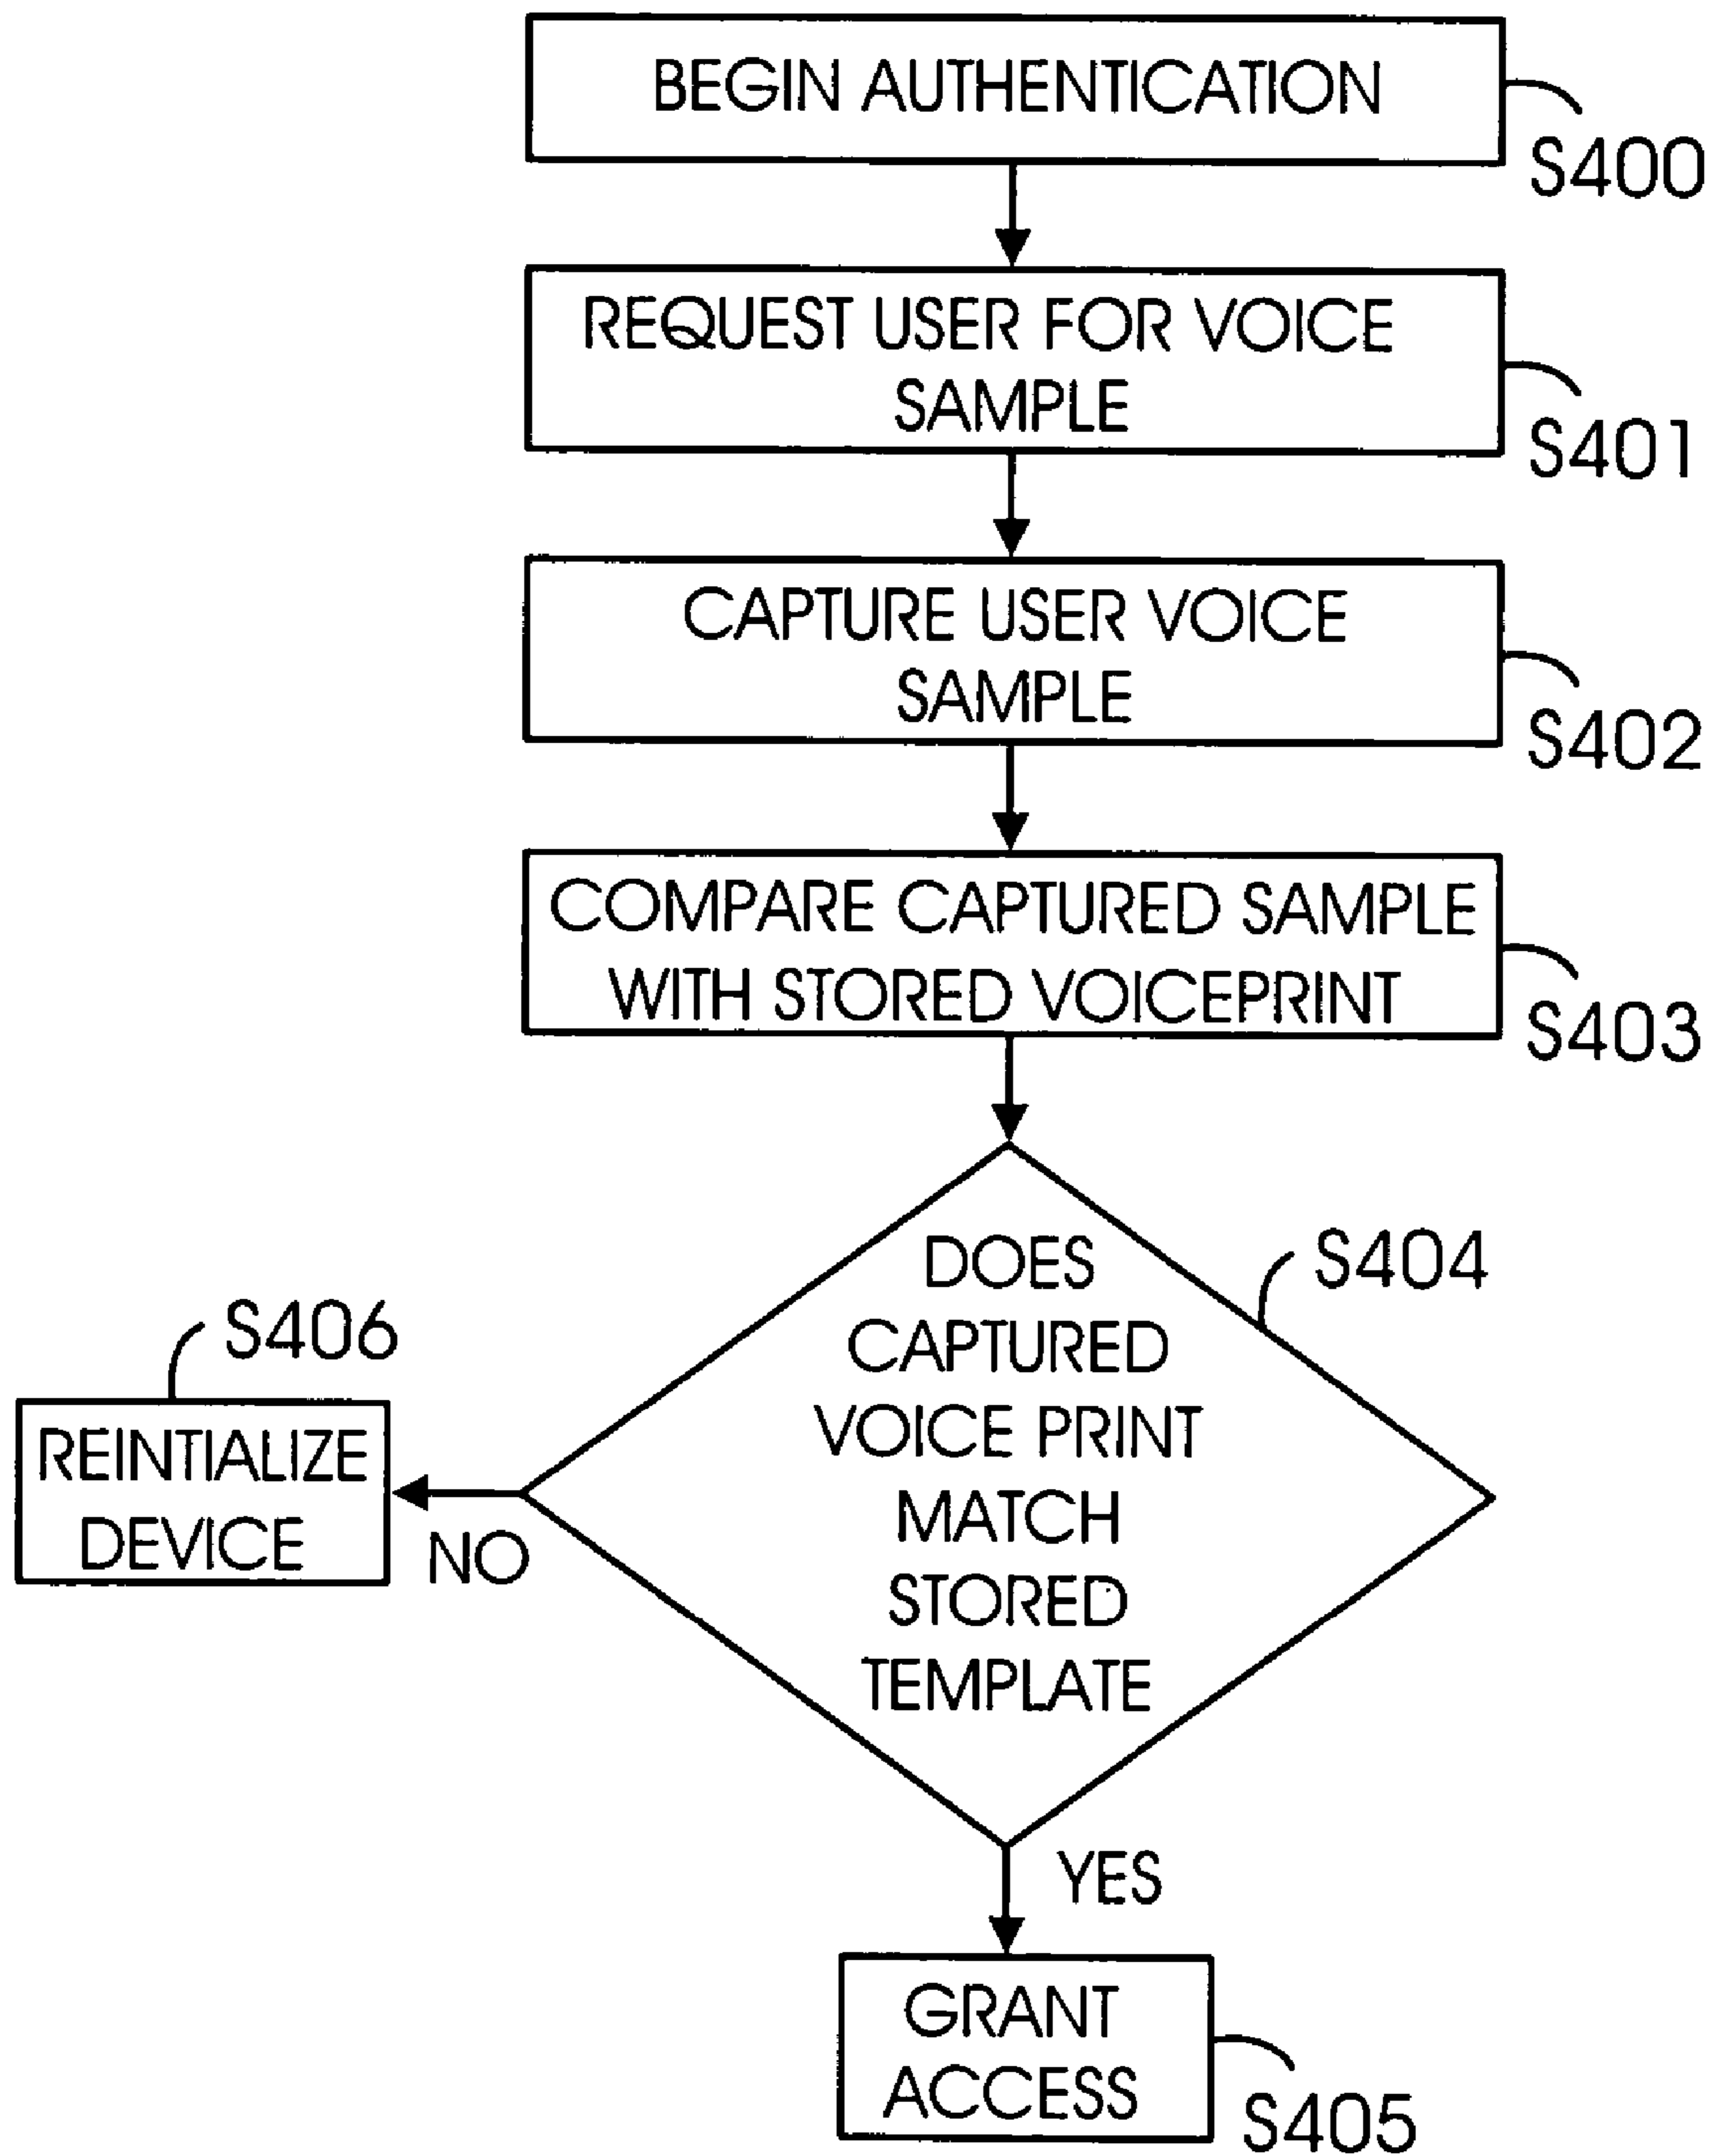 BEGIN AUTHENTICATION
S400
REQUEST USER FOR VOICE
SAMPLE
S401
CAPTURE USER VOICE
SAMPLE
S402
COMPARE CAPTURED SAMPLE
WITH STORED VOICEPRINT
S403
DOES
CAPTURED
VOICE PRINT
MATCH
STORED
TEMPLATE
S404
S406
REINTIALIZE
DEVICE
NO
YES
GRANT
ACCESS
S405